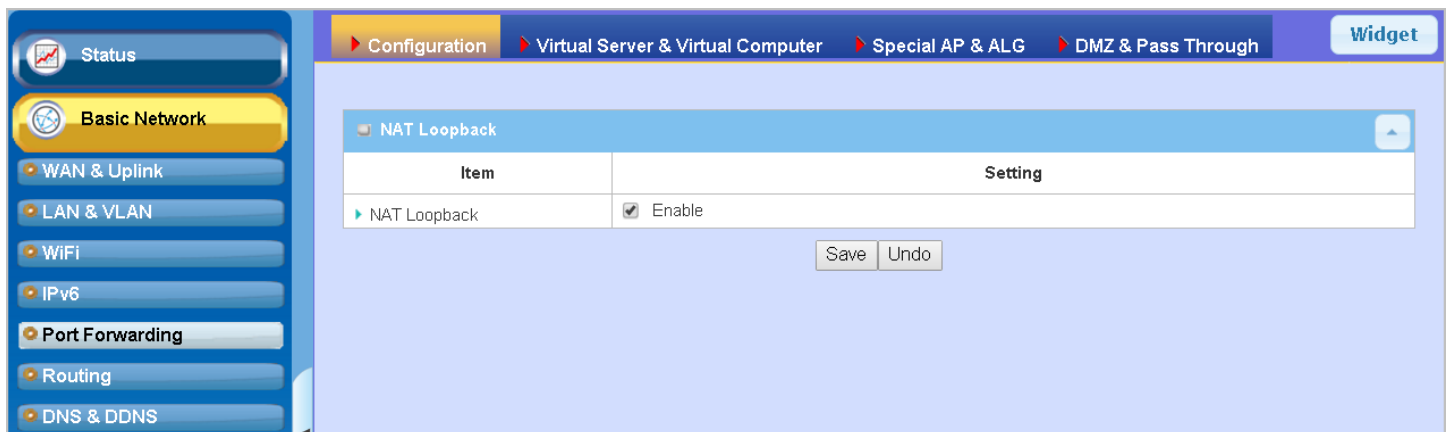 Status
Basic Network
WAN & Uplink
LAN & VLAN
WiFi
IPv6
Port Forwarding
Routing
DNS & DDNS
Configuration
Virtual Server & Virtual Computer
Special AP & ALG
DMZ & Pass Through
Widget
NAT Loopback
Item Setting
NAT Loopback Enable
Save Undo